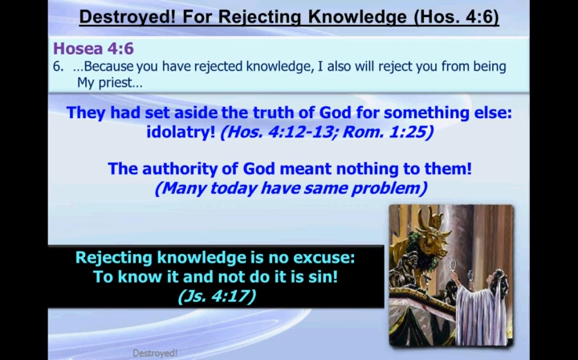 Destroyed! For Rejecting Knowledge (Hos. 4:6)
Hosea 4:6
6. …Because you have rejected knowledge, I also will reject you from being
My priest…
They had set aside the truth of God for something else:
idolatry! (Hos. 4:12-13; Rom. 1:25)
The authority of God meant nothing to them!
(Many today have same problem)
Rejecting knowledge is no excuse:
To know it and not do it is sin!
(Js. 4:17)
Destroyed!